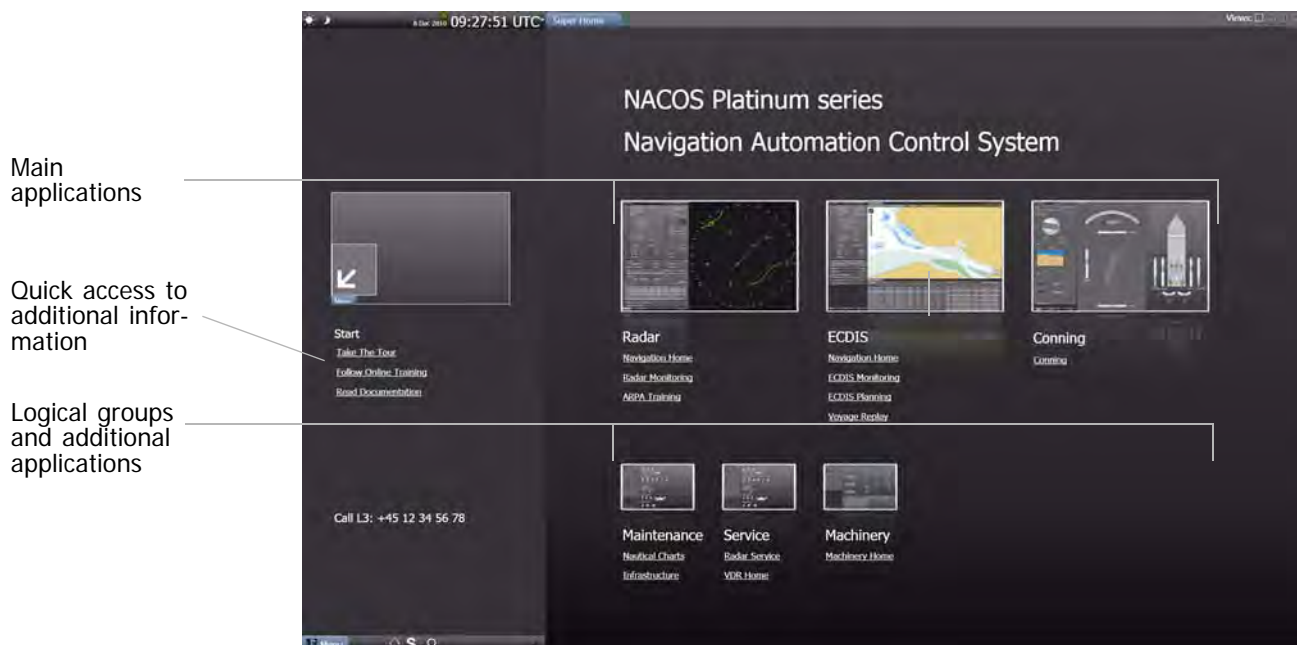 09:27:51 UTC
Super Home
Views:
NACOS Platinum series
Navigation Automation Control System
Main
applications
Quick access to
additional infor-
mation
Logical groups
and additional
applications
Menu
Start
Take The Tour
Follow Online Training
Read Documentation
Radar
Navigation Home
Radar Monitoring
ARPA Training
ECDIS
Navigation Home
ECDIS Monitoring
ECDIS Planning
Voyage Replay
Conning
Conning
Call L3: +45 12 34 56 78
Maintenance
Nautical Charts
Infrastructure
Service
Radar Service
VDR Home
Machinery
Machinery Home
Menu
S